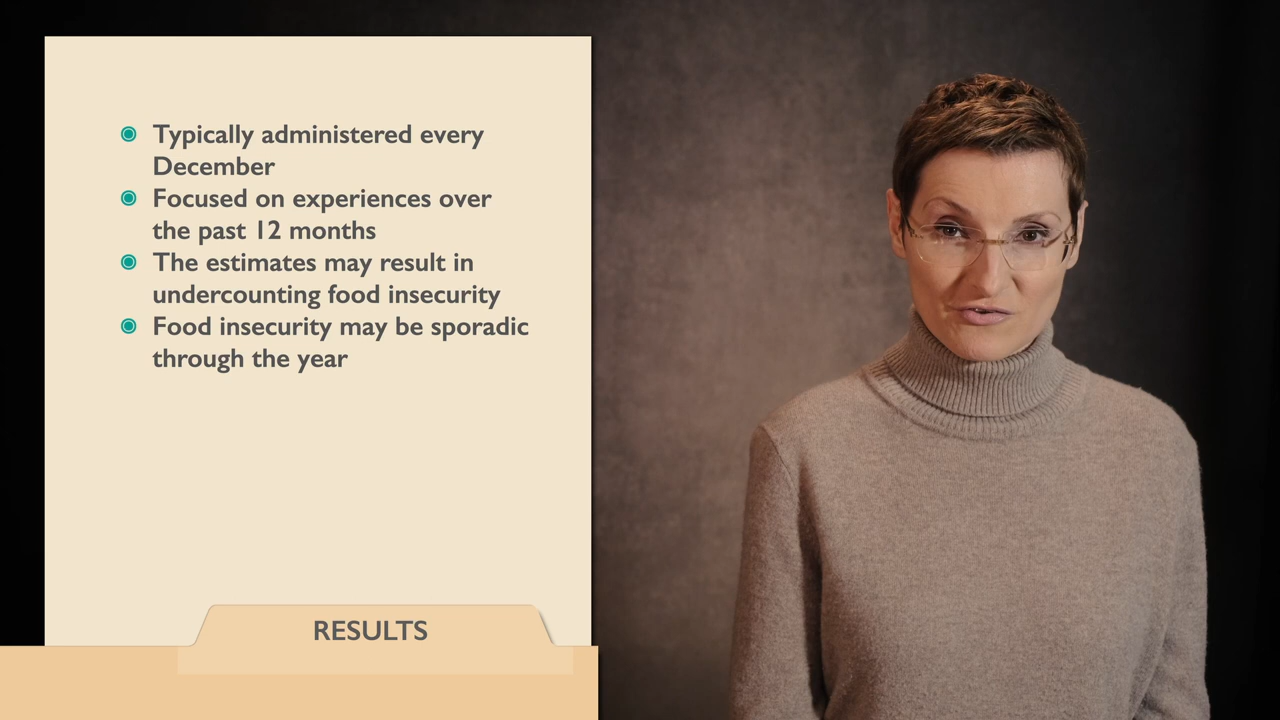 Typically administered every
December
Focused on experiences over
the past 12 months
The estimates may result in
undercounting food insecurity
Food insecurity may be sporadic
through the year
RESULTS